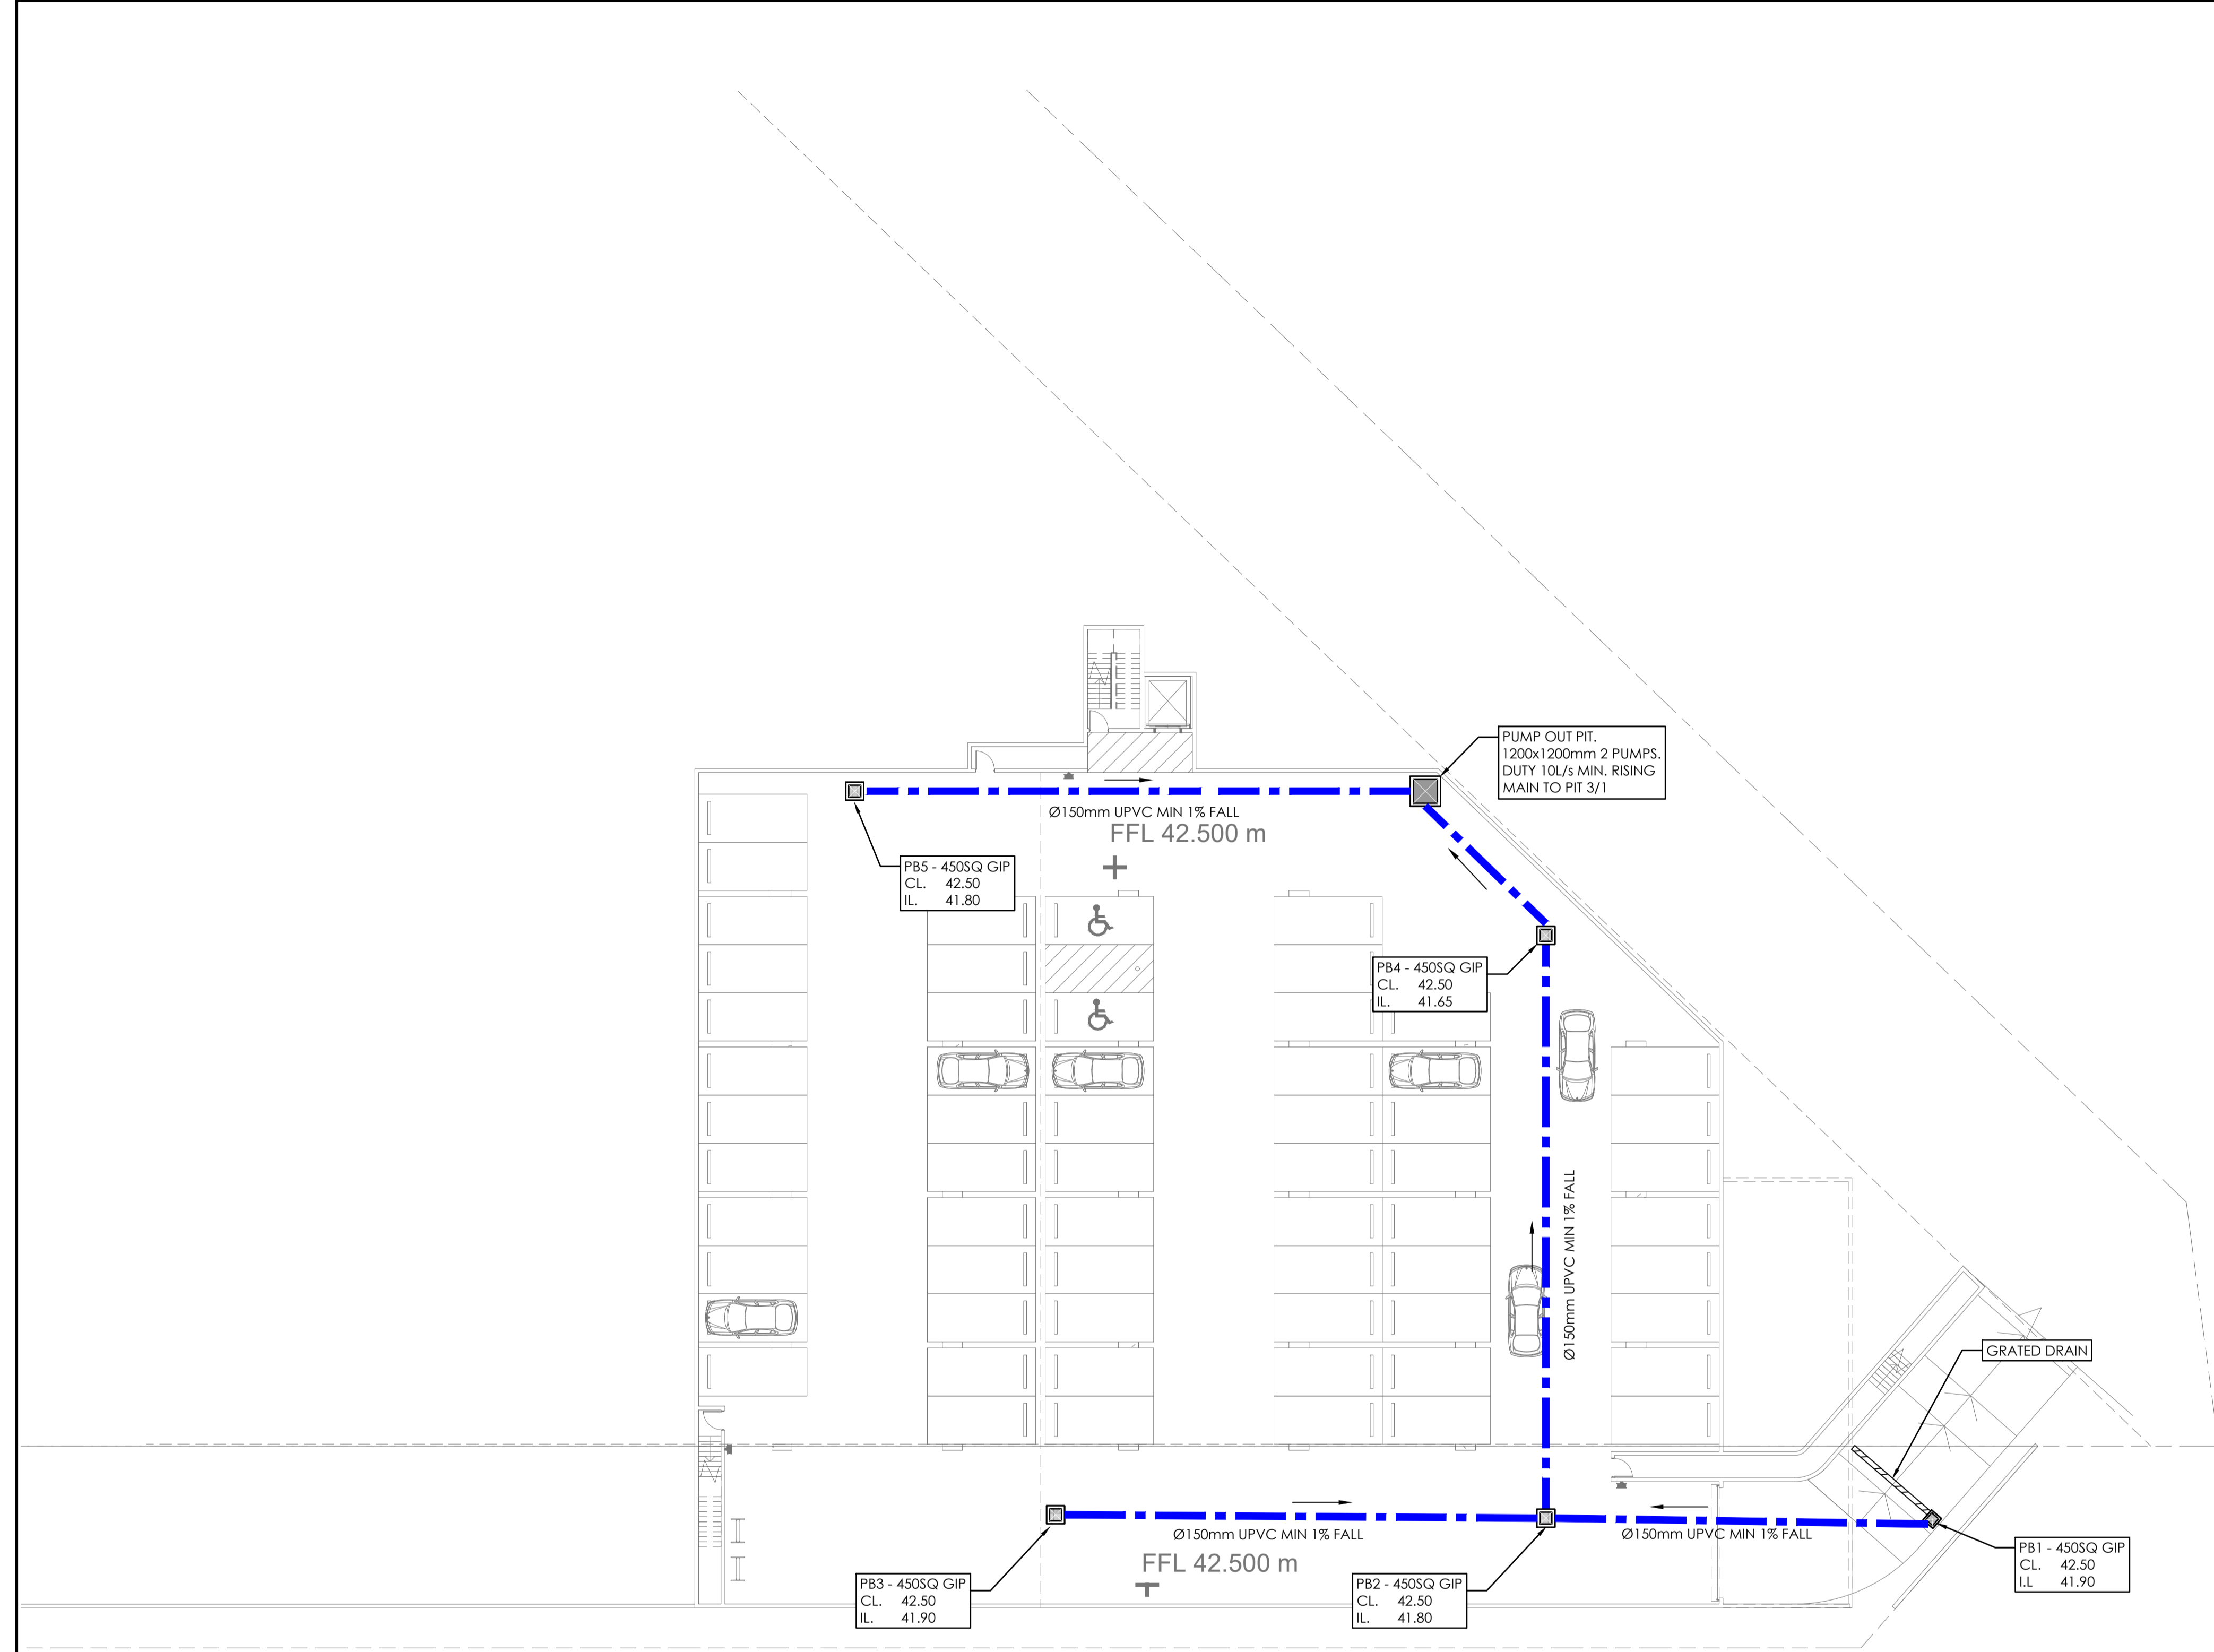 PUMP OUT PIT.
1200x1200mm 2 PUMPS.
DUTY 10L/s MIN. RISING
MAIN TO PIT 3/1
Ø150mm UPVC MIN 1% FALL
FFL 42.500 m
PB5 - 450SQ GIP
CL. 42.50
IL. 41.80
PB4 - 450SQ GIP
CL. 42.50
IL. 41.65
Ø150mm UPVC MIN 1% FALL
GRATED DRAIN
Ø150mm UPVC MIN 1% FALL
Ø150mm UPVC MIN 1% FALL
FFL 42.500 m
PB1 - 450SQ GIP
CL. 42.50
I.L 41.90
PB3 - 450SQ GIP
CL. 42.50
IL. 41.90
PB2 - 450SQ GIP
CL. 42.50
IL. 41.80